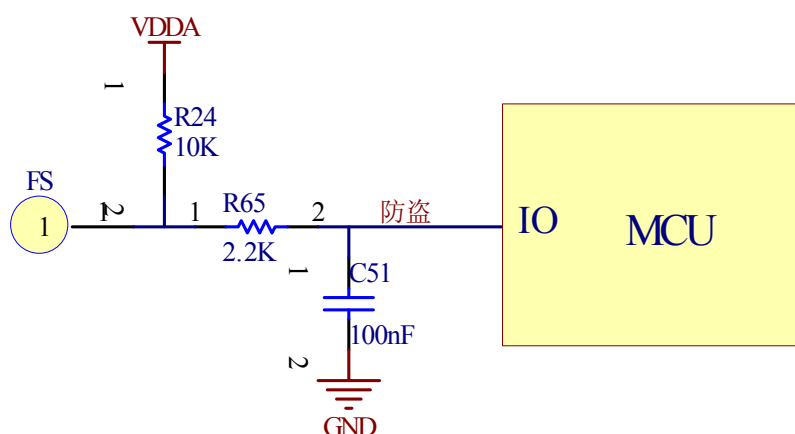 VDDA
1
R24
10K
2
FS
1
1
1
R65
2.2K
2
防盗
IO
MCU
1
C51
100nF
2
GND